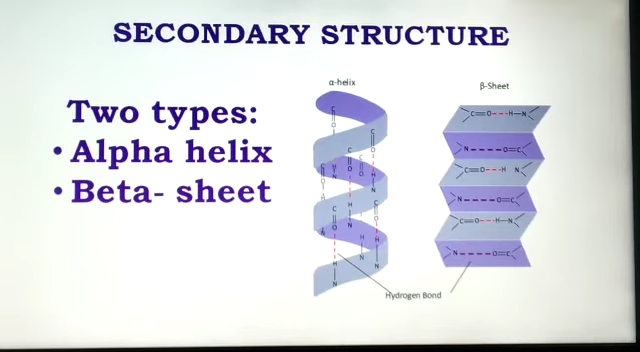 SECONDARY STRUCTURE
Two types:
• Alpha helix
• Beta- sheet
α-helix
β-Sheet
C=O---H-N
N-----O=C
C=O---H N
N-----O=C
C=O---H-N
N-----O=C
Hydrogen Bond